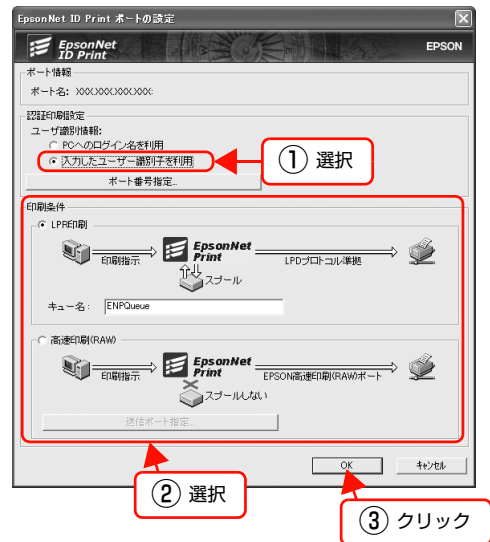 EpsonNet ID Print ポートの設定
EpsonNet
ID Print
EPSON
ポート情報
ポート名: XXX.XXX.XXX.XXX:
認証印刷設定
ユーザ識別情報:
PCへのログイン名を利用
入力したユーザー識別子を利用
① 選択
ポート番号指定...
印刷条件
LPR印刷
印刷指示
EpsonNet
Print
LPDプロトコル準拠
スプール
キュー名: ENPQueue
高速印刷(RAW)
印刷指示
EpsonNet
Print
EPSON高速印刷(RAW)ポート
スプールしない
送信ポート指定...
② 選択
OK
キャンセル
③ クリック